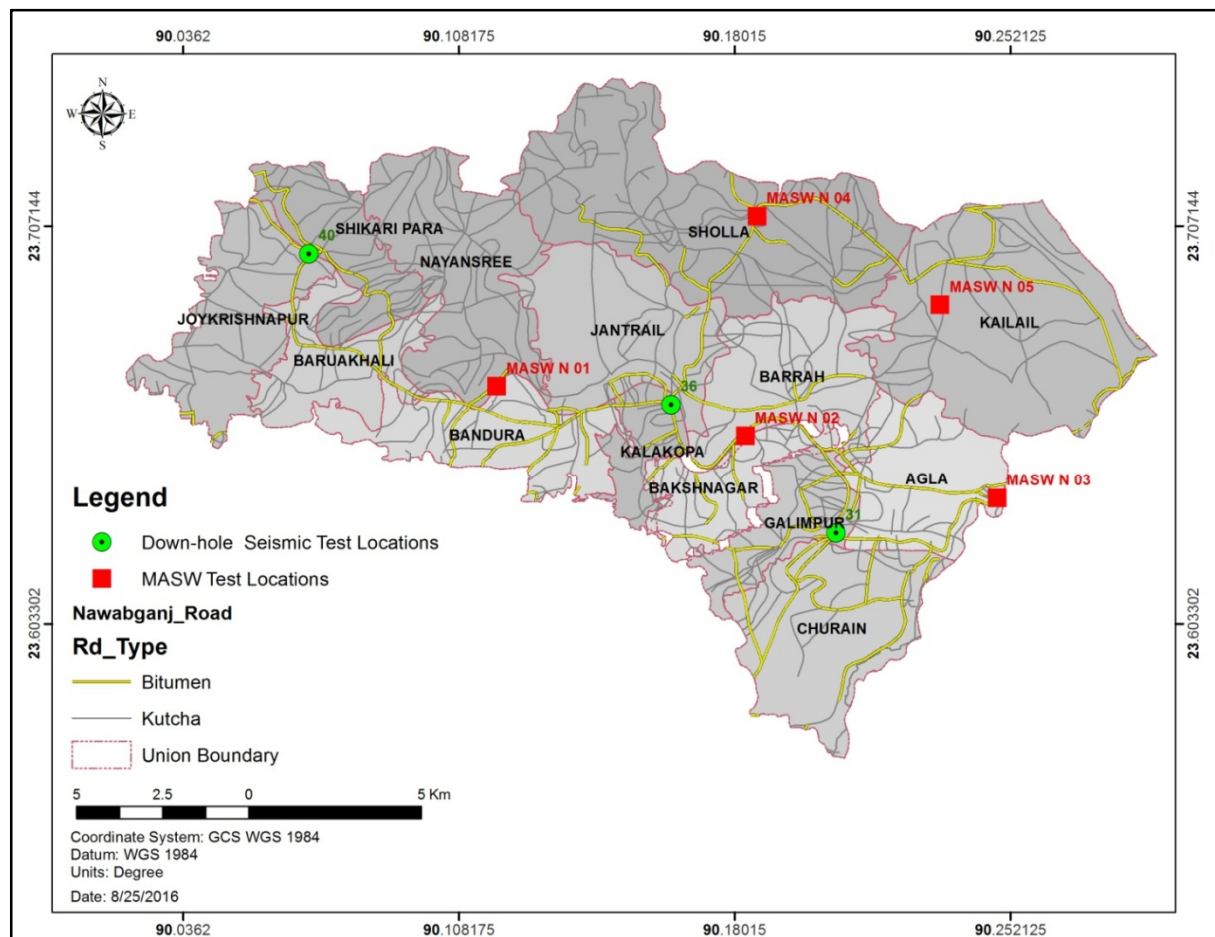 90.0362 90.108175 90.18015 90.252125
N
W E
S
MASW N 04
23.707144 23.707144
40
SHIKARI PARA
SHOLLA
NAYANSREE
MASW N 05
JOYKRISHNAPUR
JANTRAIL
KAILAIL
BARUAKHALI
MASW N 01
BARRAH
36
MASW N 02
BANDURA
KALAKOPA
BAKSHNAGAR
AGLA
MASW N 03
GALIMPUR
31
CHURAIN
Legend
Down-hole Seismic Test Locations
MASW Test Locations
Nawabganj_Road
23.603302 23.603302
Rd_Type
Bitumen
Kutcha
Union Boundary
5 2.5 0 5 Km
Coordinate System: GCS WGS 1984
Datum: WGS 1984
Units: Degree
Date: 8/25/2016
90.0362 90.108175 90.18015 90.252125